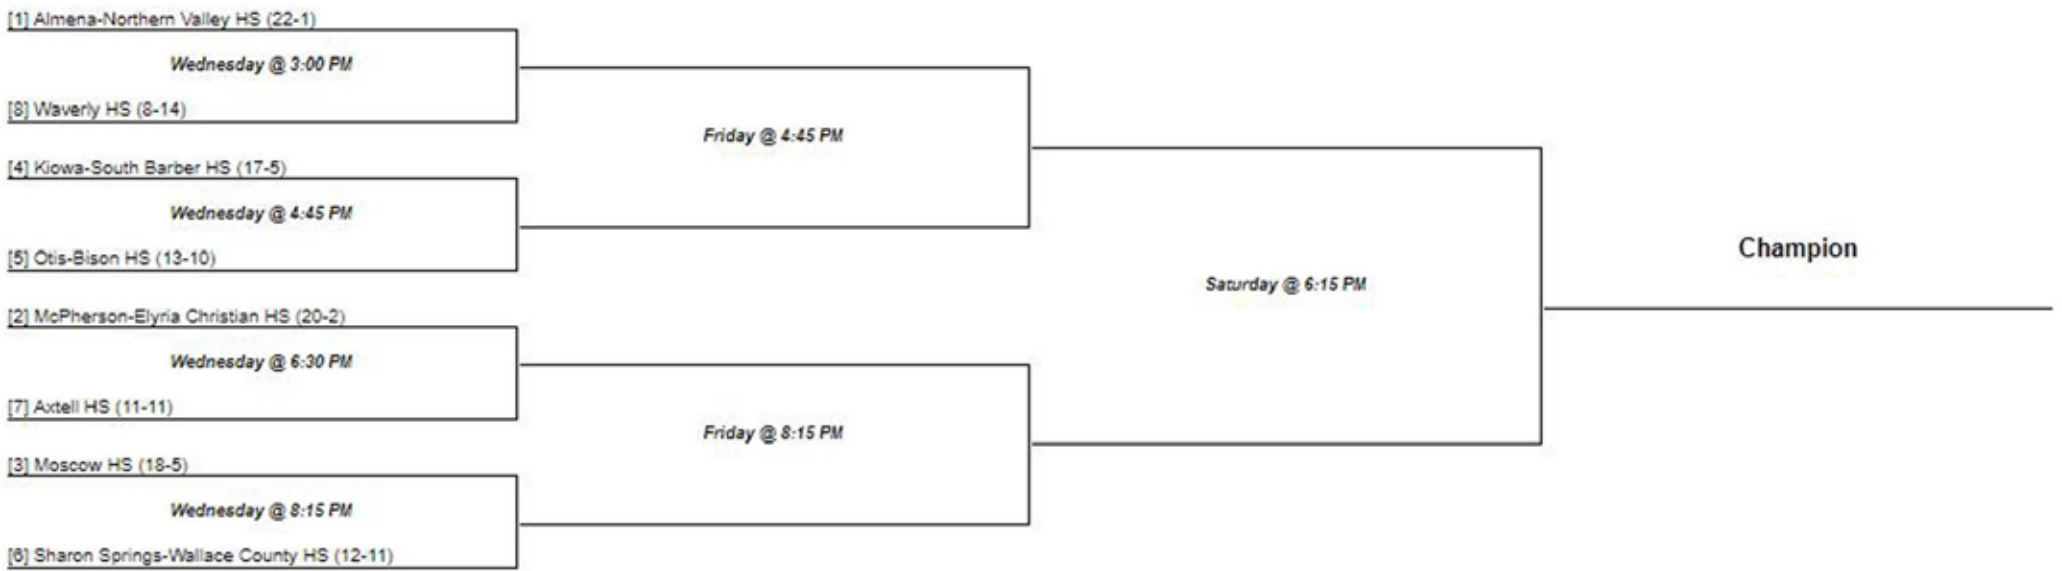 [1] Almena-Northern Valley HS (22-1)
Wednesday @ 3:00 PM
[8] Waverly HS (8-14)
[4] Kiowa-South Barber HS (17-5)
Wednesday @ 4:45 PM
[5] Otis-Bison HS (13-10)
[2] McPherson-Elyria Christian HS (20-2)
Wednesday @ 6:30 PM
[7] Axtell HS (11-11)
[3] Moscow HS (18-5)
Wednesday @ 8:15 PM
[6] Sharon Springs-Wallace County HS (12-11)
Friday @ 4:45 PM
Friday @ 8:15 PM
Saturday @ 6:15 PM
Champion